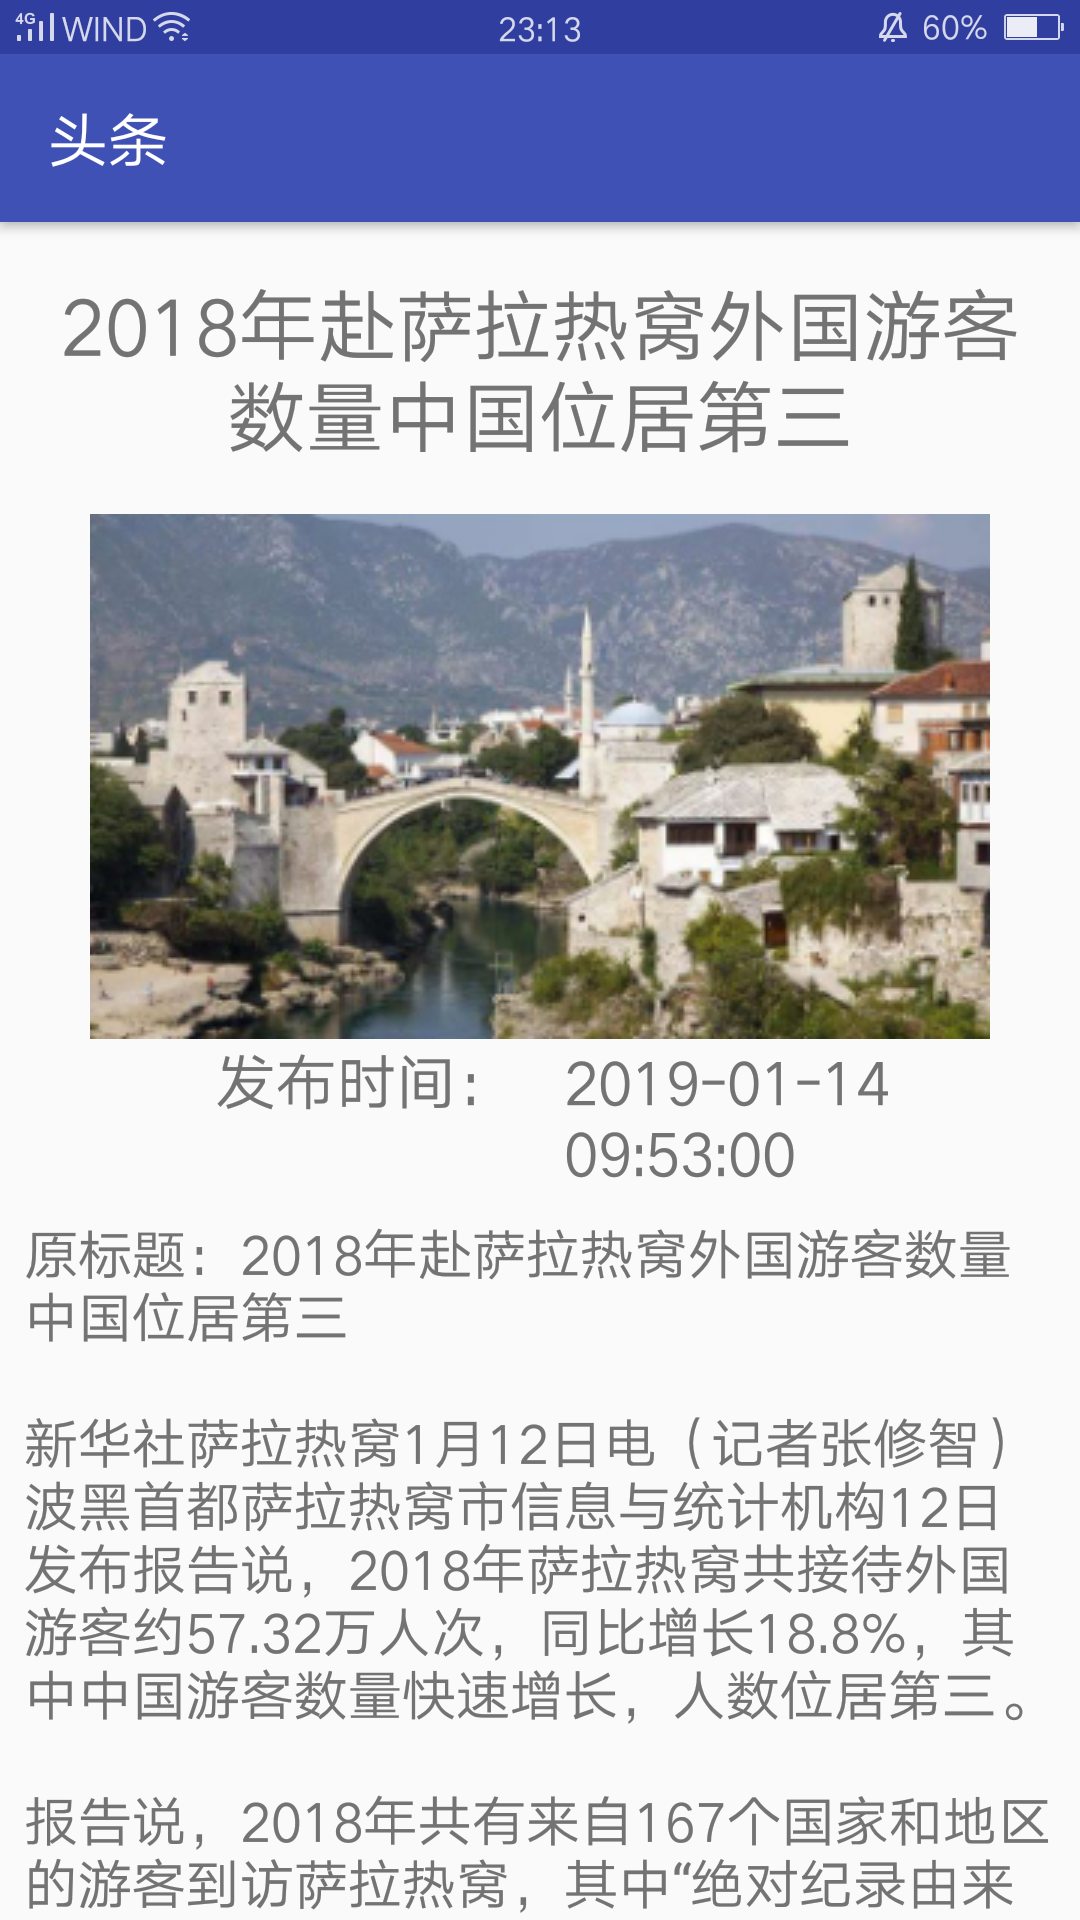 4G WIND 23:13 60%
头条
2018年赴萨拉热窝外国游客
数量中国位居第三
发布时间： 2019-01-14
09:53:00
原标题：2018年赴萨拉热窝外国游客数量
中国位居第三
新华社萨拉热窝1月12日电（记者张修智）
波黑首都萨拉热窝市信息与统计机构12日
发布报告说，2018年萨拉热窝共接待外国
游客约57.32万人次，同比增长18.8%，其
中中国游客数量快速增长，人数位居第三。
报告说，2018年共有来自167个国家和地区
的游客到访萨拉热窝，其中“绝对纪录由来